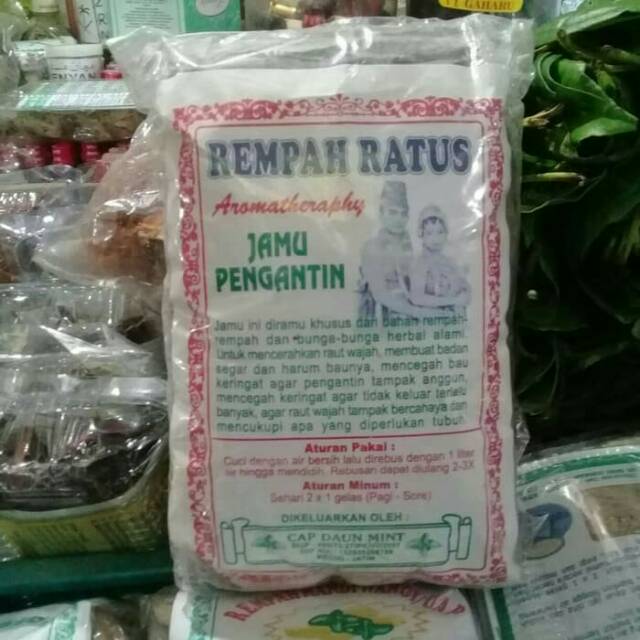 REMPAH RATUS
Aromatheraphy
JAMU
PENGANTIN
Jamu ini diramu khusus dari bahan rempah
rempah dan bunga-bunga herbal alami.
Untuk mencerahkan raut wajah, membuat badan
segar dan harum baunya, mencegah bau
keringat agar pengantin tampak anggun,
mencegah keringat agar tidak keluar terlalu
banyak, agar raut wajah tampak bercahaya dan
mencukupi apa yang diperlukan tubuh.
Aturan Pakai :
Cuci dengan air bersih lalu direbus dengan 1 liter
air hingga mendidih. Rebusan dapat diulang 2-3X
Aturan Minum :
Sehari 2 x 1 gelas (Pagi - Sore)
DIKELUARKAN OLEH :
CAP DAUN MINT
GAHARU